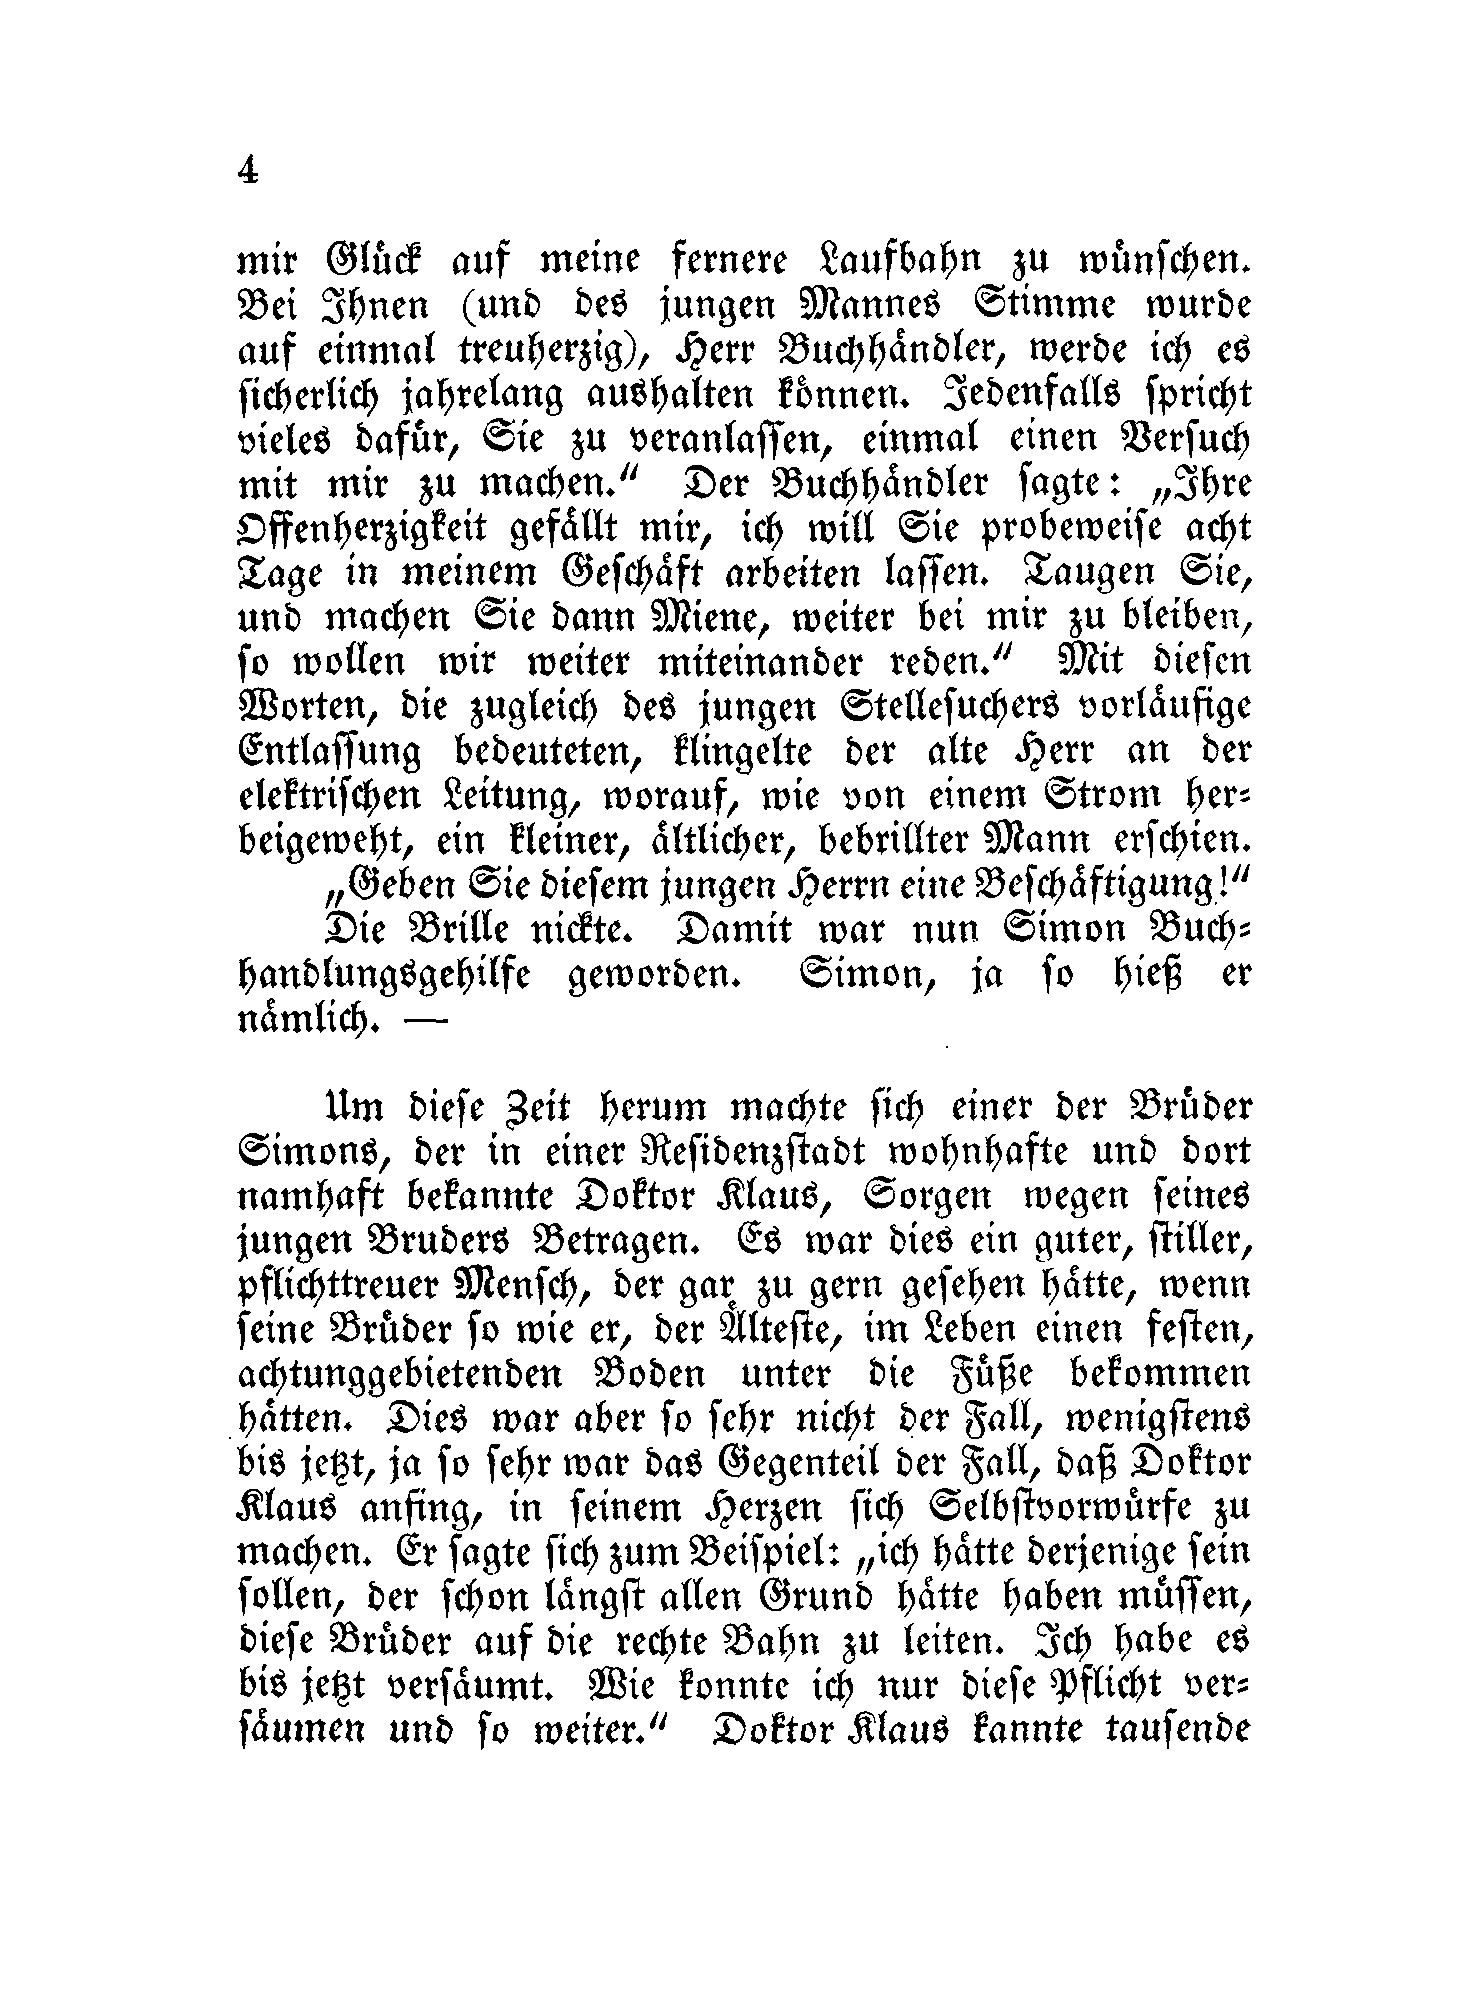 4
mir Glück auf meine fernere Laufbahn zu wünschen.
Bei Ihnen (und des jungen Mannes Stimme wurde
auf einmal treuherzig), Herr Buchhändler, werde ich es
sicherlich jahrelang aushalten können. Jedenfalls spricht
vieles dafür, Sie zu veranlassen, einmal einen Versuch
mit mir zu machen.“ Der Buchhändler sagte: „Ihre
Offenherzigkeit gefällt mir, ich will Sie probeweise acht
Tage in meinem Geschäft arbeiten lassen. Taugen Sie,
und machen Sie dann Miene, weiter bei mir zu bleiben,
so wollen wir weiter miteinander reden.“ Mit diesen
Worten, die zugleich des jungen Stellesuchers vorläufige
Entlassung bedeuteten, klingelte der alte Herr an der
elektrischen Leitung, worauf, wie von einem Strom her-
beigeweht, ein kleiner, ältlicher, bebrillter Mann erschien.
„Geben Sie diesem jungen Herrn eine Beschäftigung!“
Die Brille nickte. Damit war nun Simon Buch-
handlungsgehilfe geworden. Simon, ja so hieß er
nämlich. —
Um diese Zeit herum machte sich einer der Brüder
Simons, der in einer Residenzstadt wohnhafte und dort
namhaft bekannte Doktor Klaus, Sorgen wegen seines
jungen Bruders Betragen. Es war dies ein guter, stiller,
pflichttreuer Mensch, der gar zu gern gesehen hätte, wenn
seine Brüder so wie er, der Älteste, im Leben einen festen,
achtunggebietenden Boden unter die Füße bekommen
hätten. Dies war aber so sehr nicht der Fall, wenigstens
bis jetzt, ja so sehr war das Gegenteil der Fall, daß Doktor
Klaus anfing, in seinem Herzen sich Selbstvorwürfe zu
machen. Er sagte sich zum Beispiel: „ich hätte derjenige sein
sollen, der schon längst allen Grund hätte haben müssen,
diese Brüder auf die rechte Bahn zu leiten. Ich habe es
bis jetzt versäumt. Wie konnte ich nur diese Pflicht ver-
säumen und so weiter.“ Doktor Klaus kannte tausende